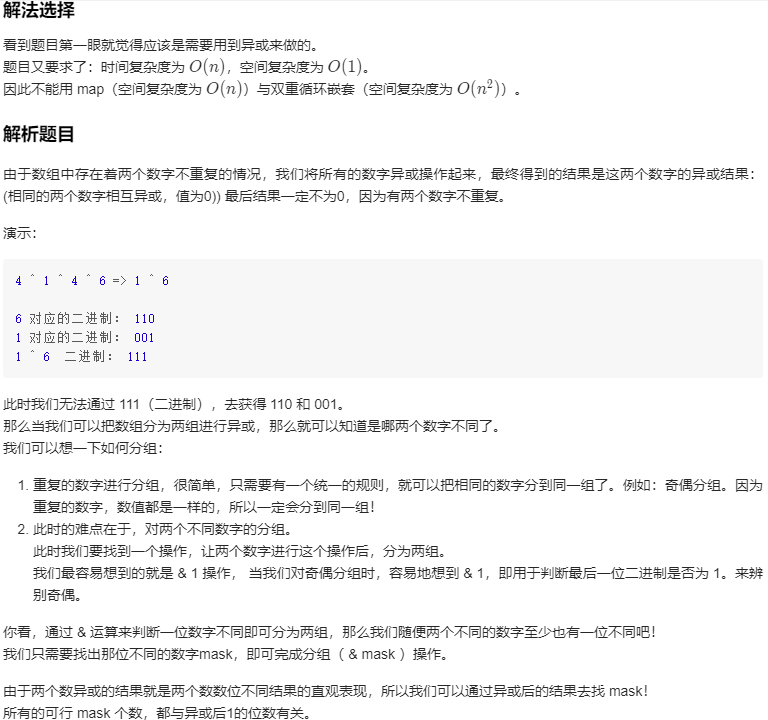 解法选择
看到题目第一眼就觉得应该是需要用到异或来做的。
题目又要求了：时间复杂度为 O(n)，空间复杂度为 O(1)。
因此不能用 map（空间复杂度为 O(n)）与双重循环嵌套（空间复杂度为 O(n²)）。
解析题目
由于数组中存在着两个数字不重复的情况，我们将所有的数字异或操作起来，最终得到的结果是这两个数字的异或结果：
(相同的两个数字相互异或，值为0)) 最后结果一定不为0，因为有两个数字不重复。
演示：
4 ^ 1 ^ 4 ^ 6 => 1 ^ 6
6 对应的二进制： 110
1 对应的二进制： 001
1 ^ 6  二进制： 111
此时我们无法通过 111（二进制），去获得 110 和 001。
那么当我们可以把数组分为两组进行异或，那么就可以知道是哪两个数字不同了。
我们可以想一下如何分组：
1. 重复的数字进行分组，很简单，只需要有一个统一的规则，就可以把相同的数字分到同一组了。例如：奇偶分组。因为
重复的数字，数值都是一样的，所以一定会分到同一组！
2. 此时的难点在于，对两个不同数字的分组。
此时我们要找到一个操作，让两个数字进行这个操作后，分为两组。
我们最容易想到的就是 & 1 操作， 当我们对奇偶分组时，容易地想到 & 1，即用于判断最后一位二进制是否为 1。来辨
别奇偶。
你看，通过 & 运算来判断一位数字不同即可分为两组，那么我们随便两个不同的数字至少也有一位不同吧！
我们只需要找出那位不同的数字mask，即可完成分组（ & mask ）操作。
由于两个数异或的结果就是两个数数位不同结果的直观表现，所以我们可以通过异或后的结果去找 mask！
所有的可行 mask 个数，都与异或后1的位数有关。